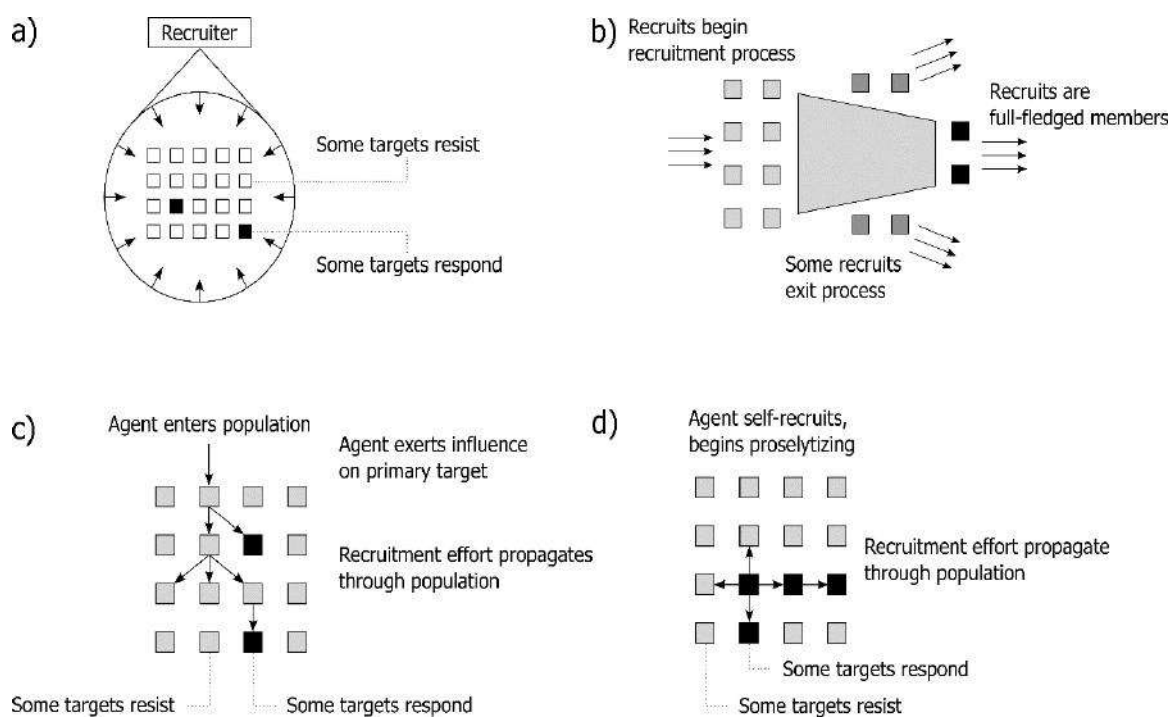 a)
Recruiter
Some targets resist
Some targets respond
b)
Recruits begin
recruitment process
Recruits are
full-fledged members
Some recruits
exit process
c)
Agent enters population
Agent exerts influence
on primary target
Recruitment effort propagates
through population
Some targets resist
Some targets respond
d)
Agent self-recruits,
begins proselytizing
Recruitment effort propagate
through population
Some targets respond
Some targets resist